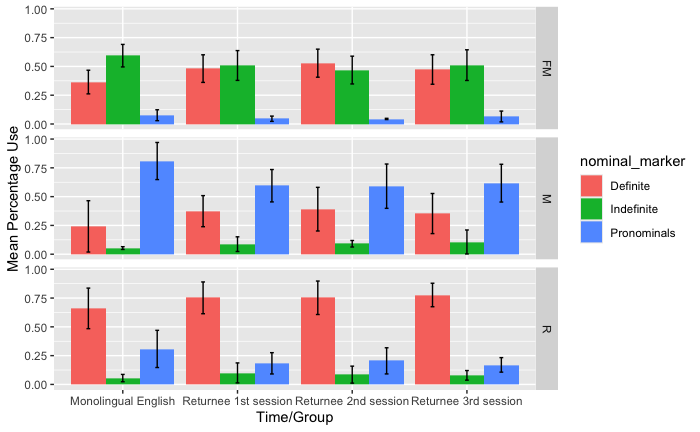 1.00
0.75
0.50
0.25
0.00
FM
1.00
0.75
0.50
0.25
0.00
M
1.00
0.75
0.50
0.25
0.00
R
Mean Percentage Use
Monolingual English Returnee 1st session Returnee 2nd session Returnee 3rd session
Time/Group
nominal_marker
Definite
Indefinite
Pronominals